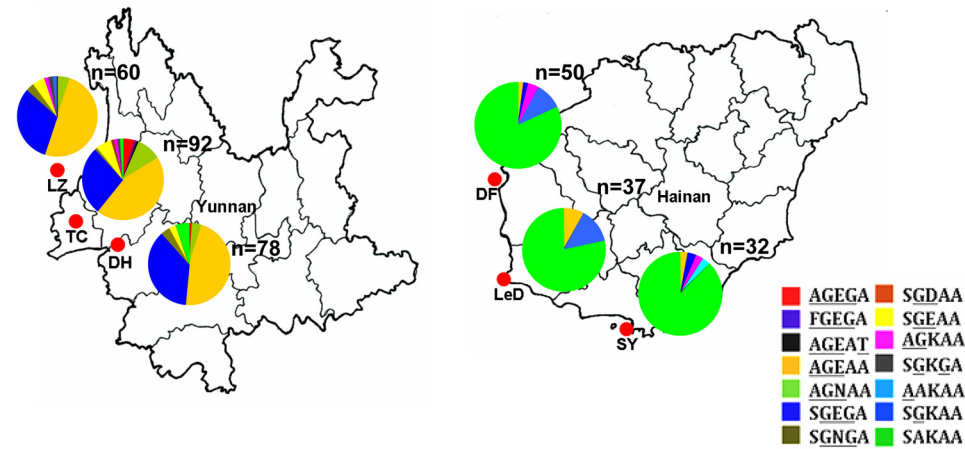 n=60
n=92
LZ
Yunnan
TC
DH
n=78
n=50
DF
n=37
Hainan
n=32
LeD
SY
AGEGA
FGEGA
AGEAT
AGEAA
AGNAA
SGEGA
SGNGA
SGDAA
SGEAA
AGKAA
SGKGA
AAKAA
SGKAA
SAKAA